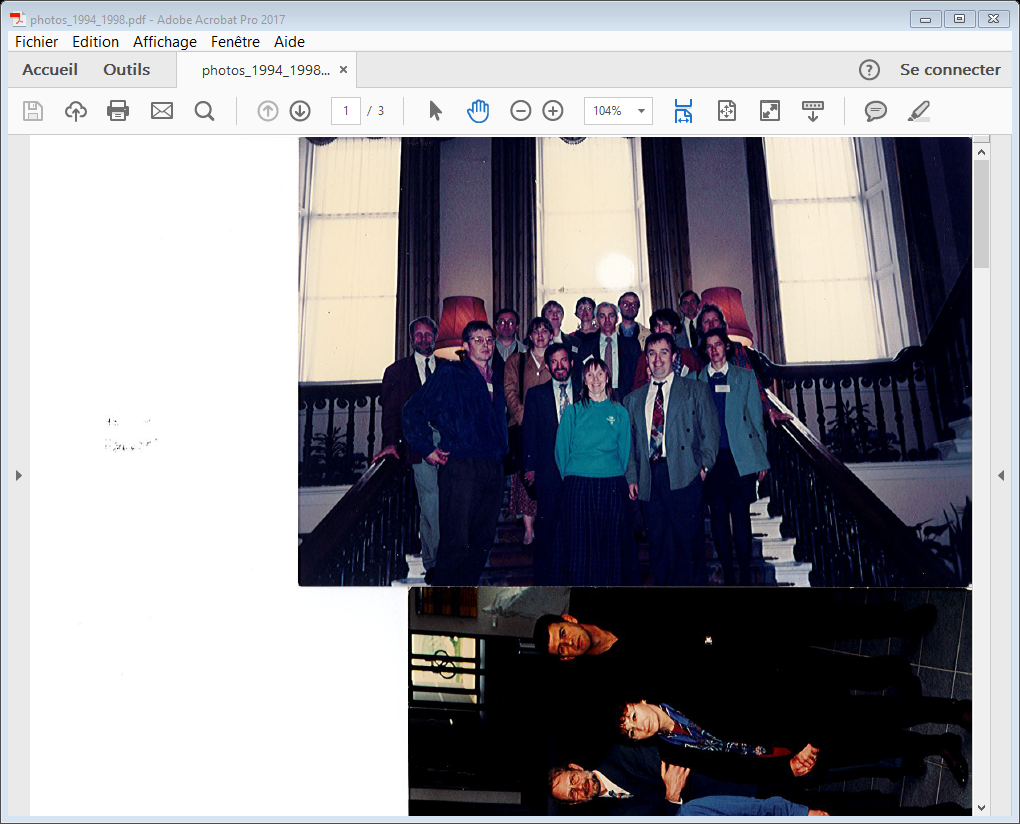 photos_1994_1998.pdf - Adobe Acrobat Pro 2017
Fichier Edition Affichage Fenêtre Aide
Accueil Outils photos_1994_1998... × ? Se connecter
1 / 3 104%